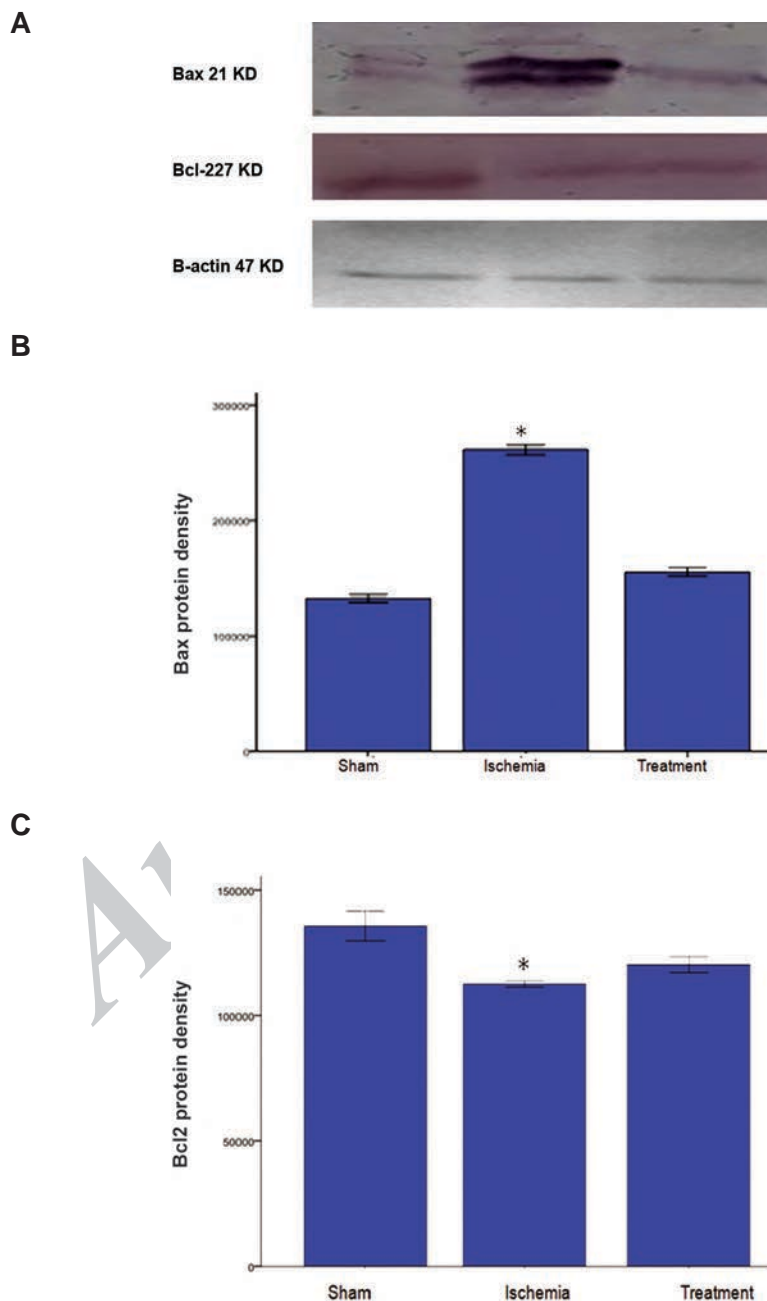 A
Bax 21 KD
Bcl-227 KD
B-actin 47 KD
B
300000
*
200000
100000
0
Bax protein density
Sham Ischemia Treatment
C
150000
*
100000
50000
0
Bcl2 protein density
Sham Ischemia Treatment